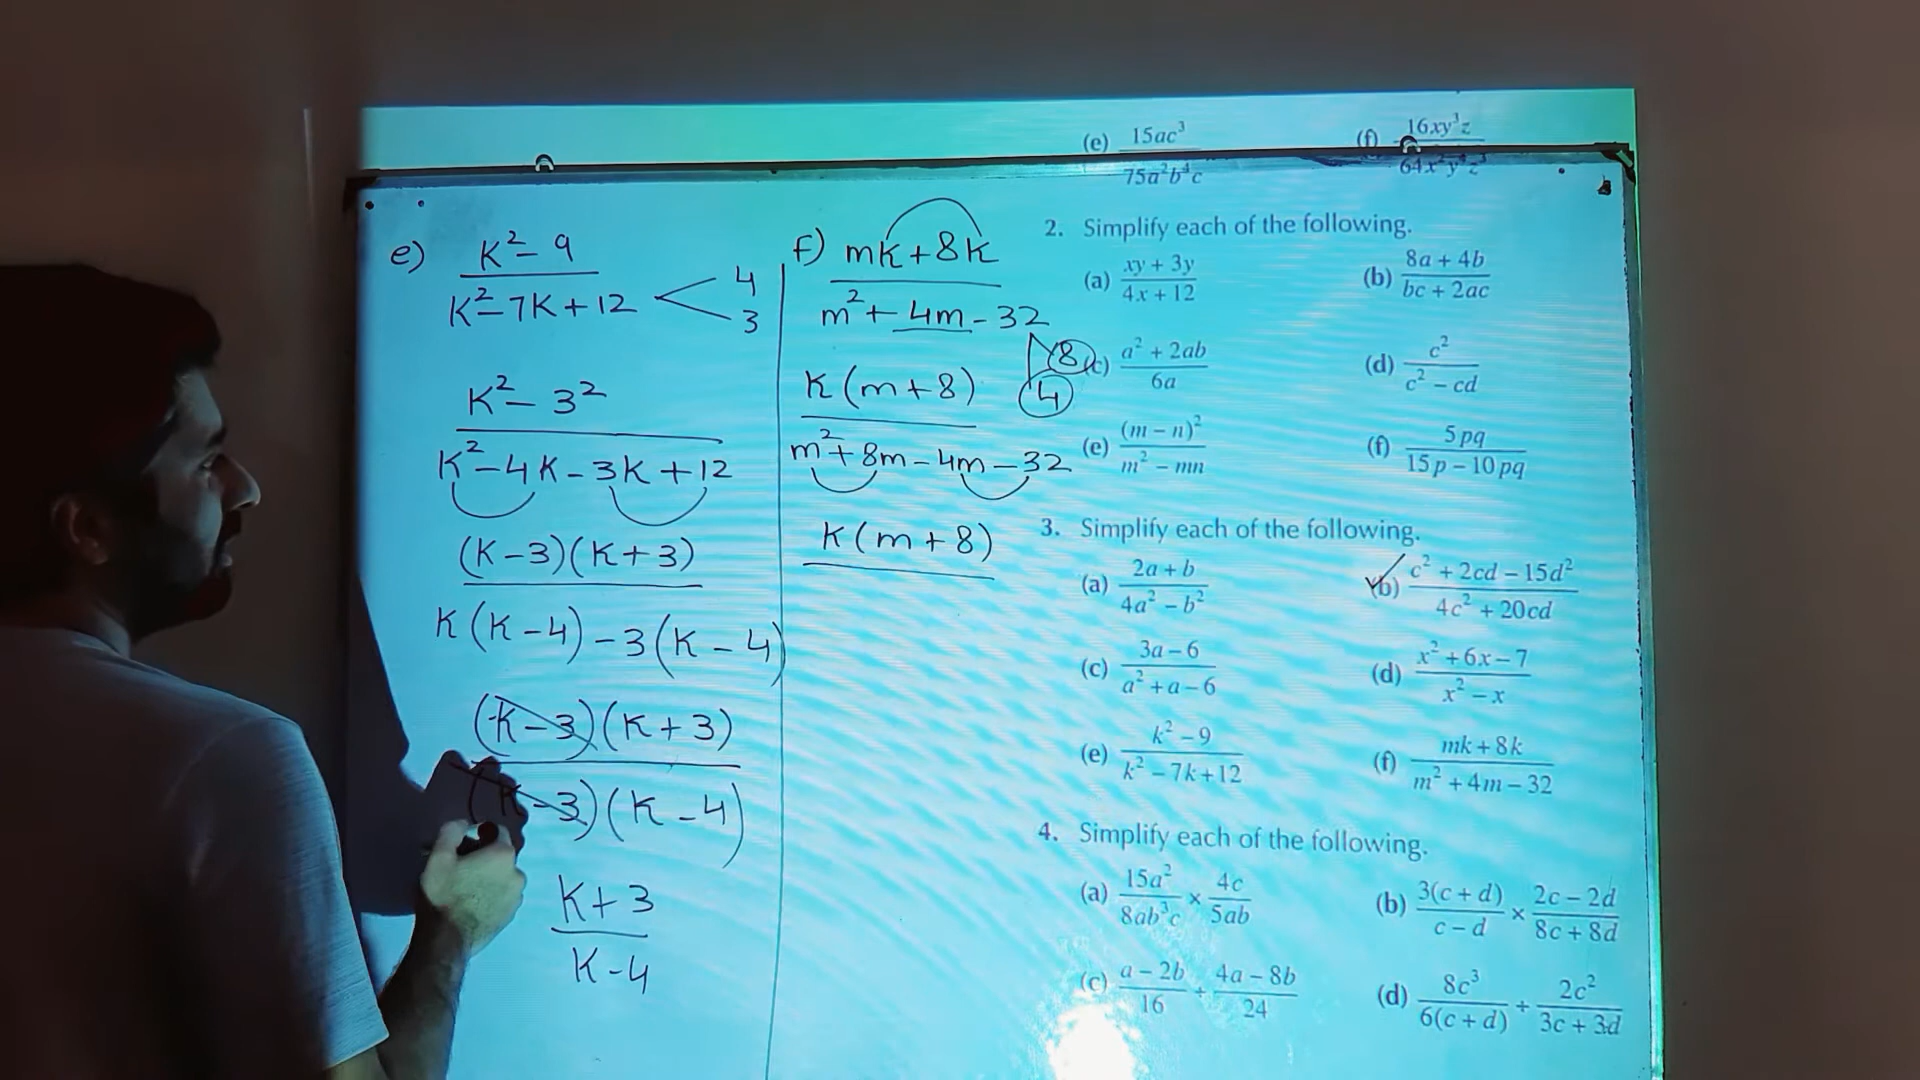 (e) 15ac³ / 75a²b⁴c
(f) 16xy³z / 64x²y⁴z³
e) K² - 9 / K² - 7K + 12 < 4 3
K² - 3² / K² - 4K - 3K + 12
(K-3)(K+3) / K(K-4) - 3(K-4)
(K-3)(K+3) / (K-3)(K-4)
K+3 / K-4
f) mk + 8k / m² + 4m - 32
8
4
K(m+8) / m² + 8m - 4m - 32
K(m+8)
2. Simplify each of the following.
(a) xy + 3y / 4x + 12
(b) 8a + 4b / bc + 2ac
(c) a² + 2ab / 6a
(d) c² / c² - cd
(e) (m - n)² / m² - mn
(f) 5pq / 15p - 10pq
3. Simplify each of the following.
(a) 2a + b / 4a² - b²
(b) c² + 2cd - 15d² / 4c² + 20cd
(c) 3a - 6 / a² + a - 6
(d) x² + 6x - 7 / x² - x
(e) k² - 9 / k² - 7k + 12
(f) mk + 8k / m² + 4m - 32
4. Simplify each of the following.
(a) 15a² / 8ab³c × 4c / 5ab
(b) 3(c + d) / c - d × 2c - 2d / 8c + 8d
(c) a - 2b / 16 ÷ 4a - 8b / 24
(d) 8c³ / 6(c + d) ÷ 2c² / 3c + 3d